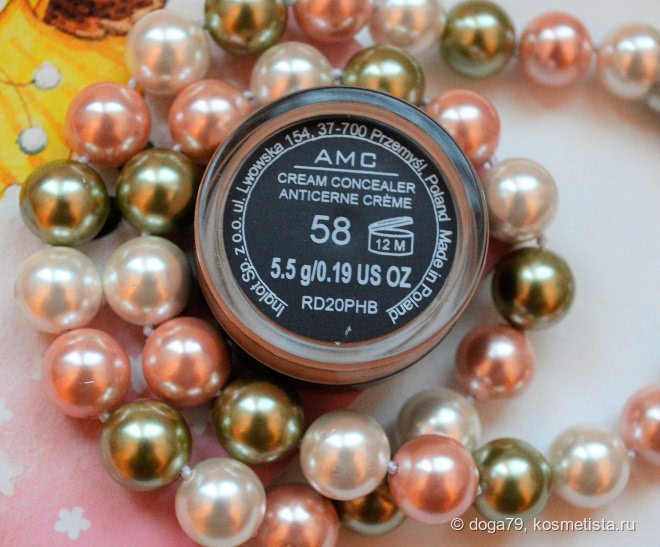 Inglot Sp. z o.o. ul. Lwowska 154, 37-700 Przemyśl, Poland Made in Poland
AMC
CREAM CONCEALER
ANTICERNE CRÈME
58
12 M
5.5 g/0.19 US OZ
RD20PHB
© doga79, kosmetista.ru